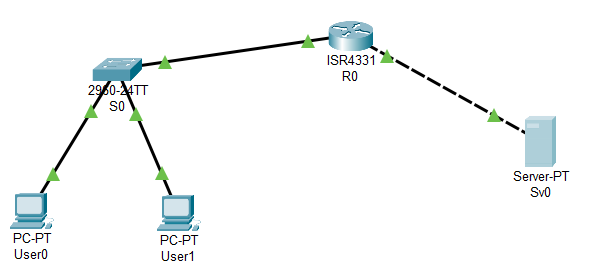 ISR4331
R0
2960-24TT
S0
Server-PT
Sv0
PC-PT
User0
PC-PT
User1